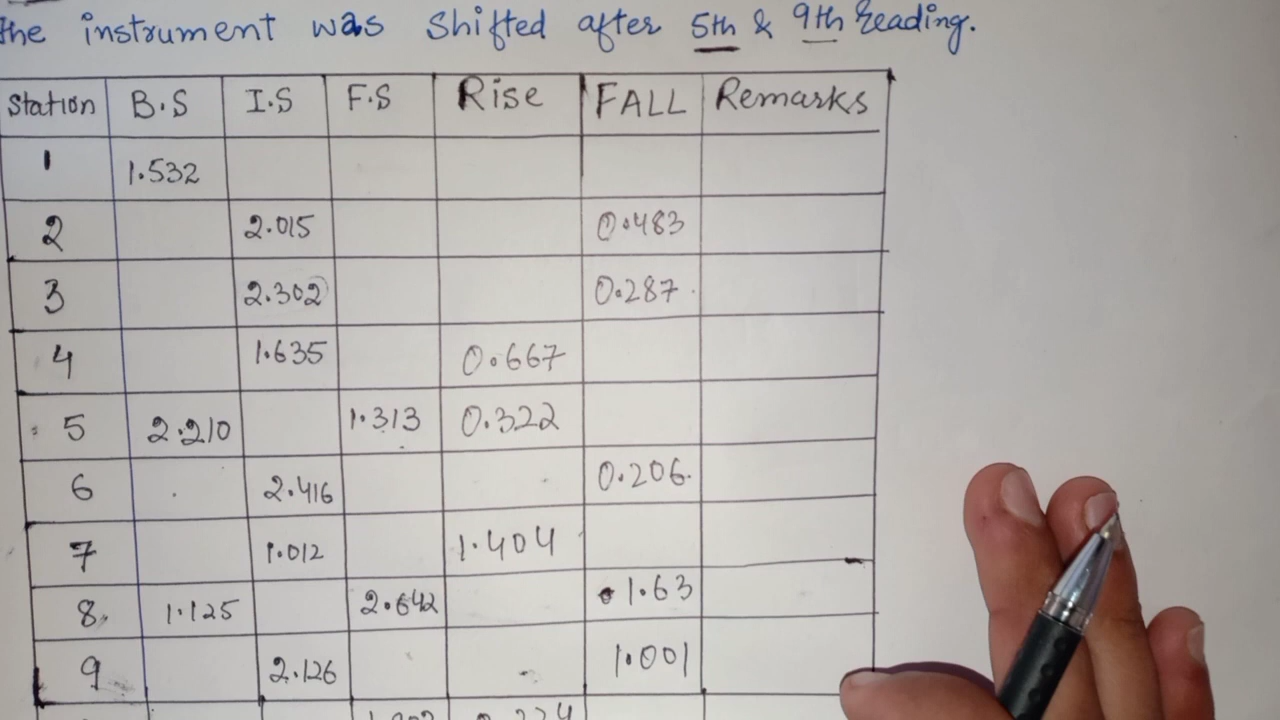 the instrument was shifted after 5th & 9th reading.
Station B.S I.S F.S Rise FALL Remarks
1 1.532
2 2.015 0.483
3 2.302 0.287
4 1.635 0.667
5 2.210 1.313 0.322
6 2.416 0.206
7 1.012 1.404
8 1.125 2.642 1.63
9 2.126 1.001